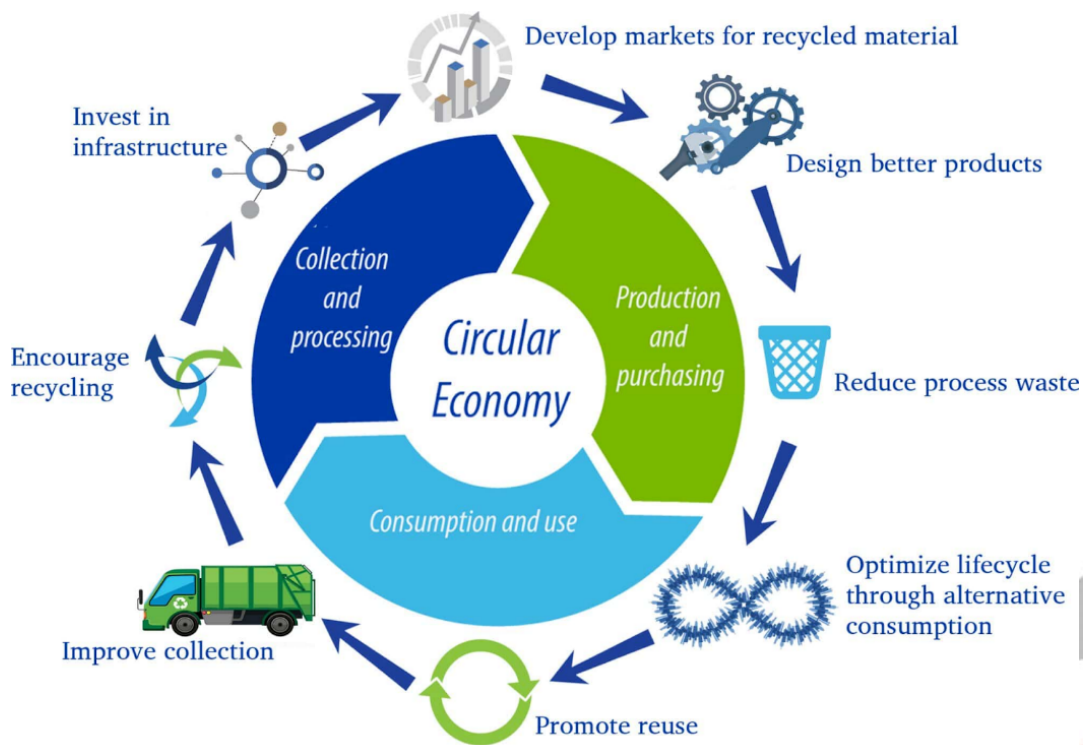 Develop markets for recycled material
Invest in
infrastructure
Design better products
Collection
and
processing
Production
and
purchasing
Circular
Economy
Encourage
recycling
Reduce process waste
Consumption and use
Optimize lifecycle
through alternative
consumption
Improve collection
Promote reuse